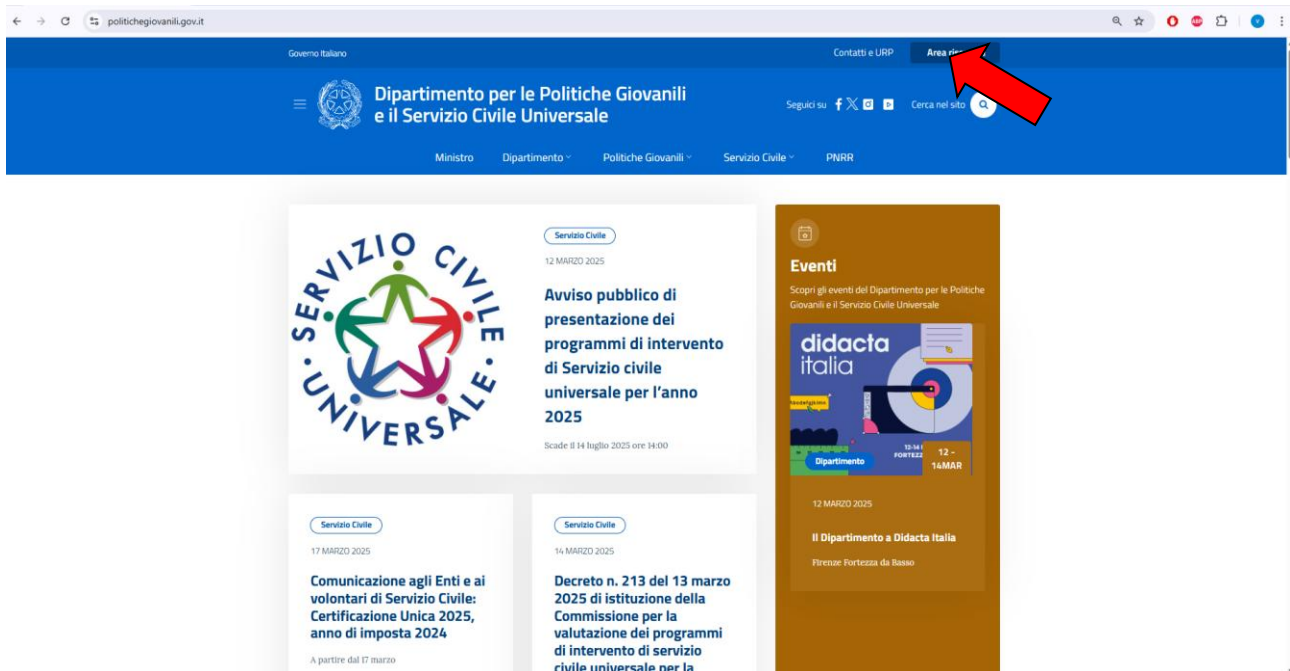 politichegiovanili.gov.it
Governo Italiano
Contatti e URP
Area
Dipartimento per le Politiche Giovanili
e il Servizio Civile Universale
Seguici su
Cerca nel sito
Ministro Dipartimento Politiche Giovanili Servizio Civile PNRR
SERVIZIO CIVILE UNIVERSALE
Servizio Civile
12 MARZO 2025
Avviso pubblico di
presentazione dei
programmi di intervento
di Servizio civile
universale per l'anno
2025
Scade il 14 luglio 2025 ore 14:00
Eventi
Scopri gli eventi del Dipartimento per le Politiche
Giovanili e il Servizio Civile Universale
didacta
italia
Dipartimento
12 -
14MAR
12 MARZO 2025
Il Dipartimento a Didacta Italia
Firenze Fortezza da Basso
Servizio Civile
17 MARZO 2025
Comunicazione agli Enti e ai
volontari di Servizio Civile:
Certificazione Unica 2025,
anno di imposta 2024
A partire dal 17 marzo
Servizio Civile
14 MARZO 2025
Decreto n. 213 del 13 marzo
2025 di istituzione della
Commissione per la
valutazione dei programmi
di intervento di servizio
civile universale per la